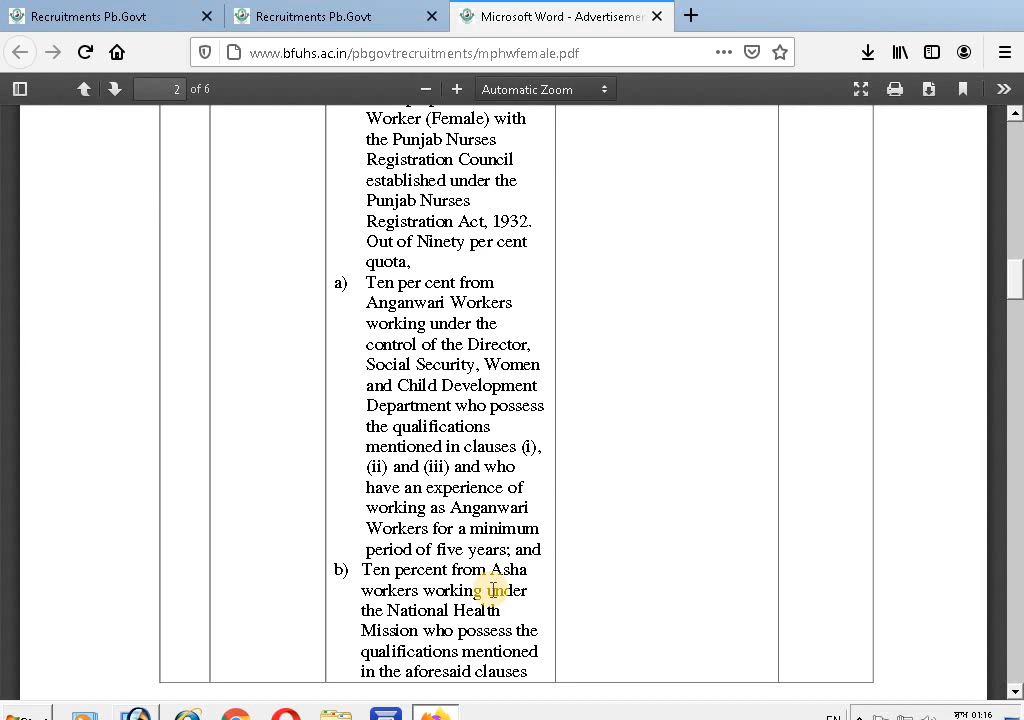 Recruitments Pb.Govt
Recruitments Pb.Govt
Microsoft Word - Advertisemen
www.bfuhs.ac.in/pbgovtrecruitments/mphwfemale.pdf
2 of 6
Automatic Zoom
Worker (Female) with
the Punjab Nurses
Registration Council
established under the
Punjab Nurses
Registration Act, 1932.
Out of Ninety per cent
quota,
a) Ten per cent from
Anganwari Workers
working under the
control of the Director,
Social Security, Women
and Child Development
Department who possess
the qualifications
mentioned in clauses (i),
(ii) and (iii) and who
have an experience of
working as Anganwari
Workers for a minimum
period of five years; and
b) Ten percent from Asha
workers working under
the National Health
Mission who possess the
qualifications mentioned
in the aforesaid clauses
EN
01:16